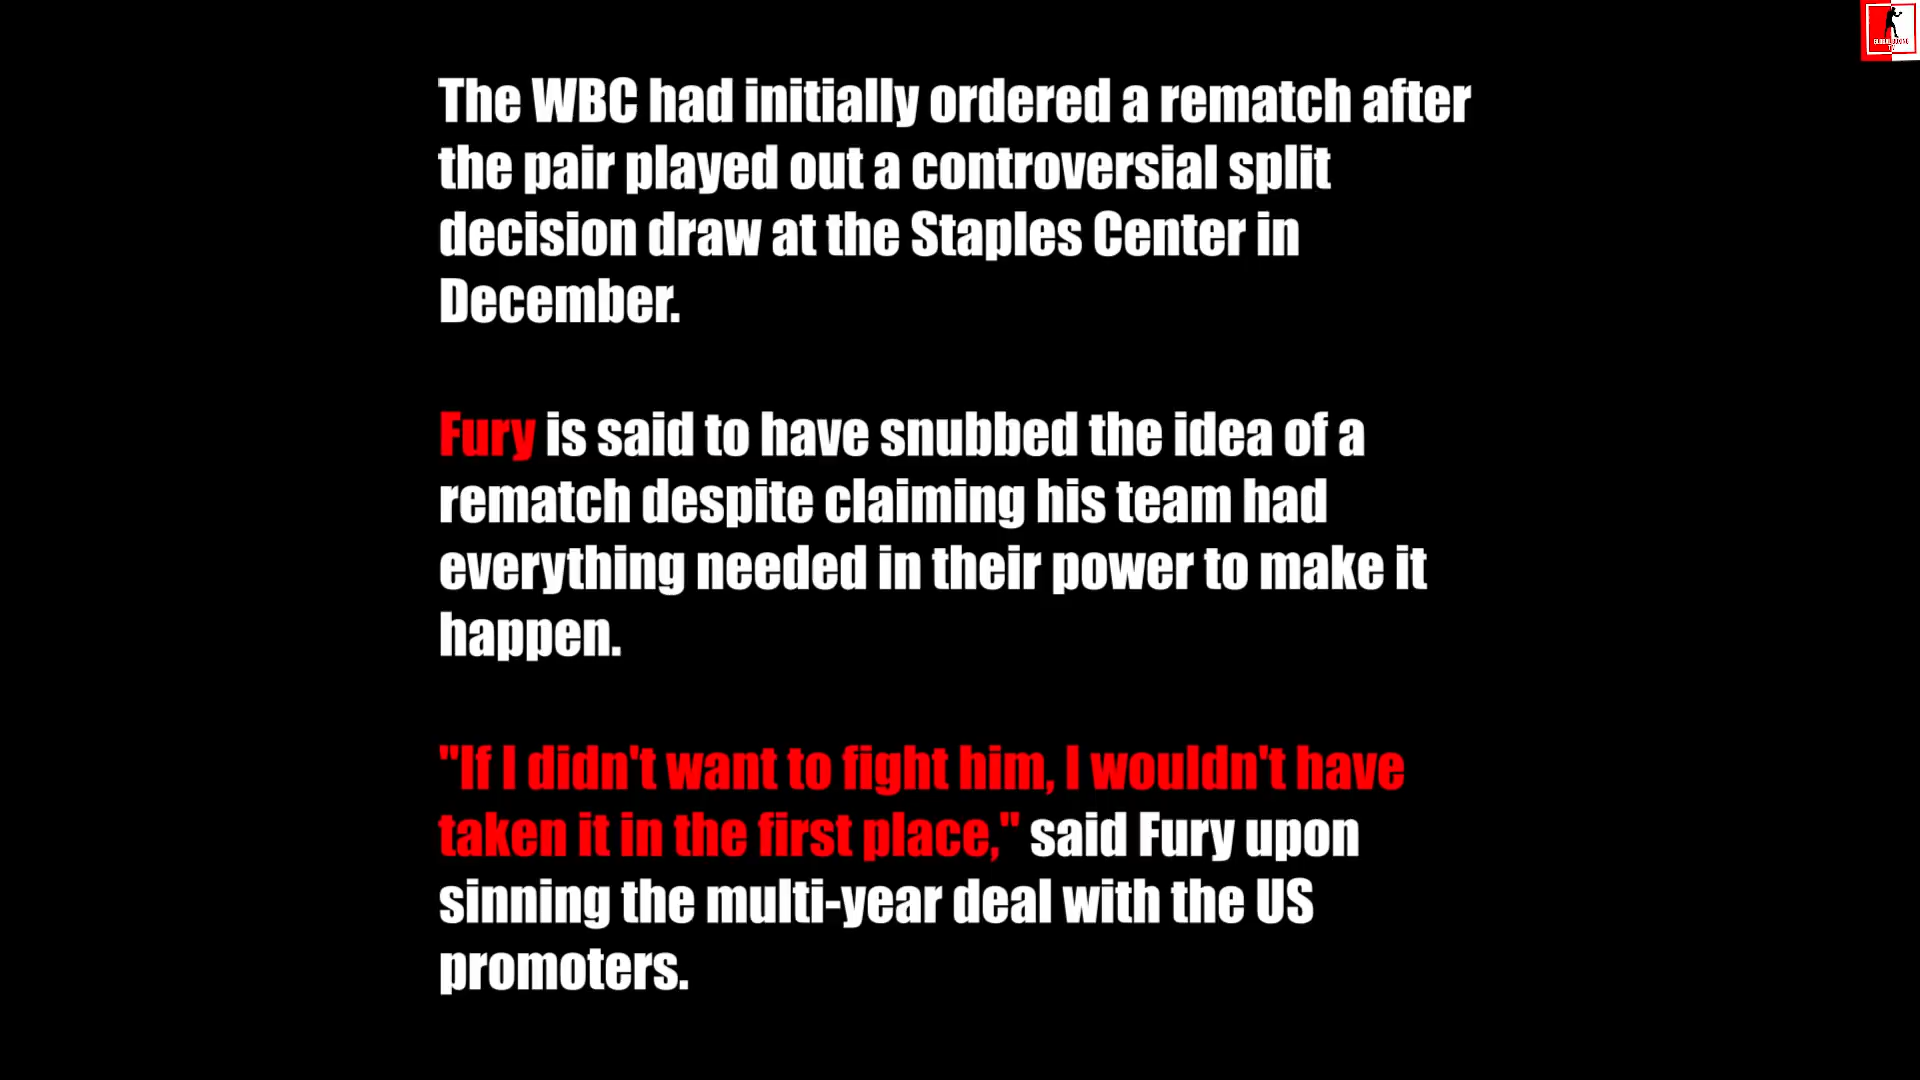 The WBC had initially ordered a rematch after
the pair played out a controversial split
decision draw at the Staples Center in
December.
Fury is said to have snubbed the idea of a
rematch despite claiming his team had
everything needed in their power to make it
happen.
"If I didn't want to fight him, I wouldn't have
taken it in the first place," said Fury upon
sinning the multi-year deal with the US
promoters.